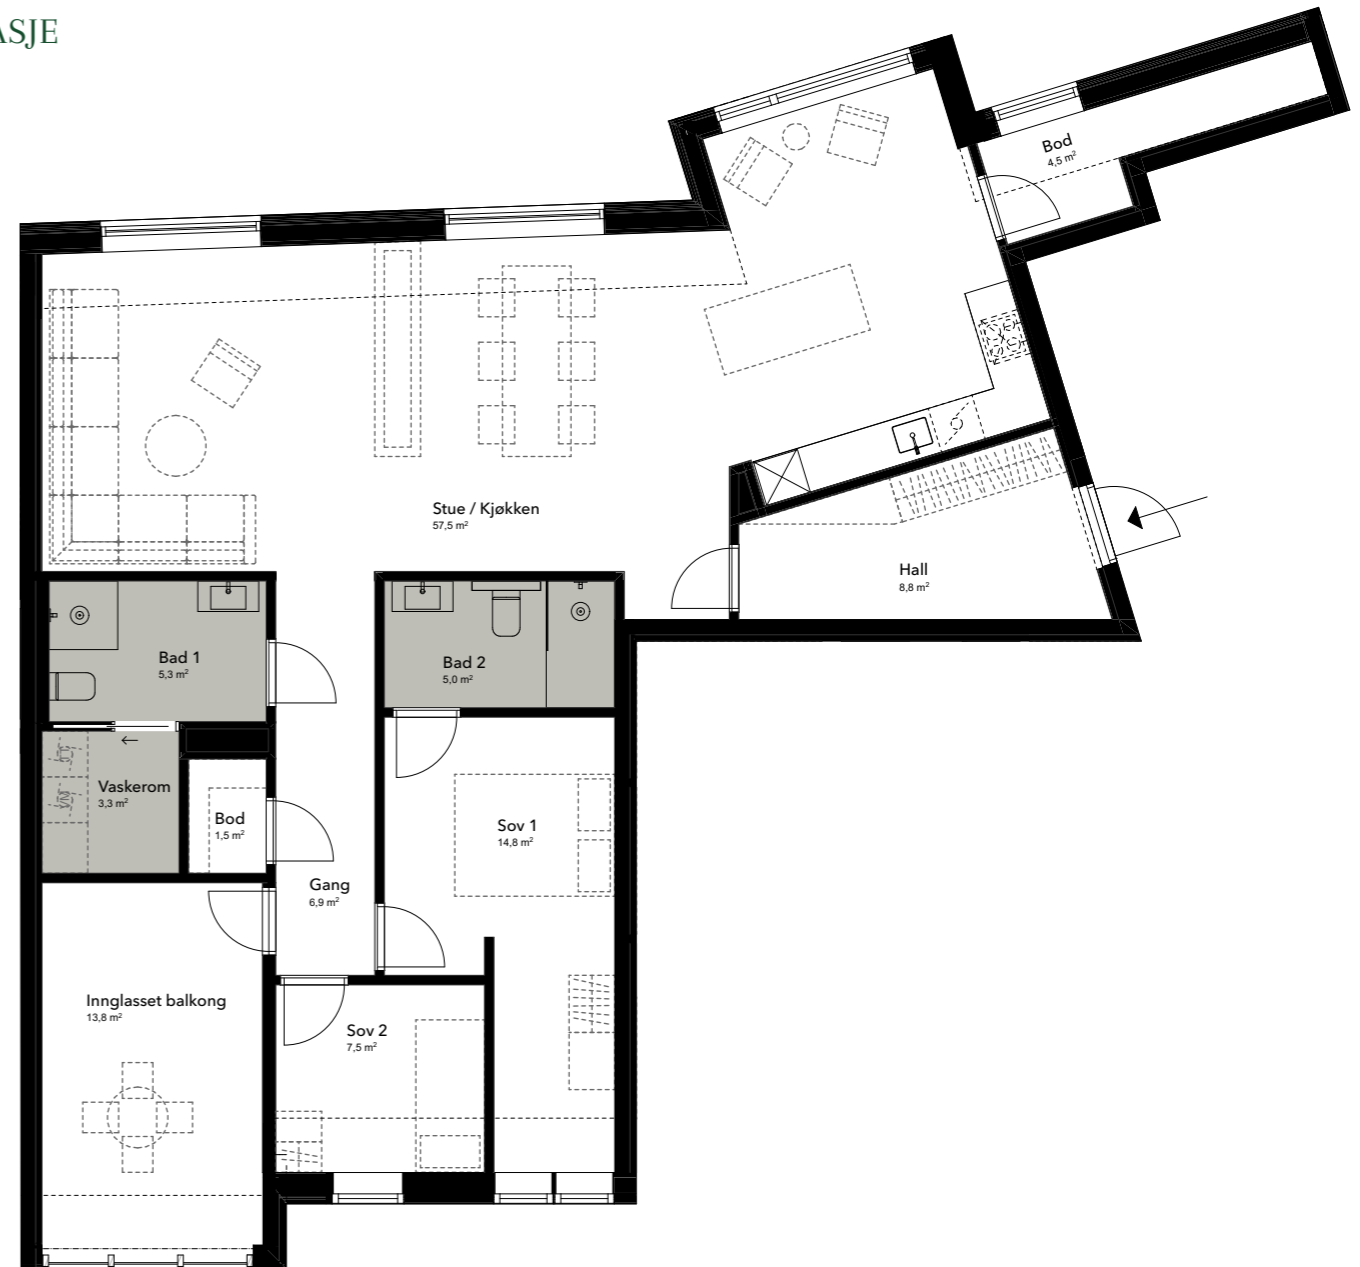 ASJE
Bod
4,5 m²
Stue / Kjøkken
57,5 m²
Hall
8,8 m²
Bad 1
5,3 m²
Bad 2
5,0 m²
Vaskerom
3,3 m²
Bod
1,5 m²
Sov 1
14,8 m²
Gang
6,9 m²
Innglasset balkong
13,8 m²
Sov 2
7,5 m²
VM